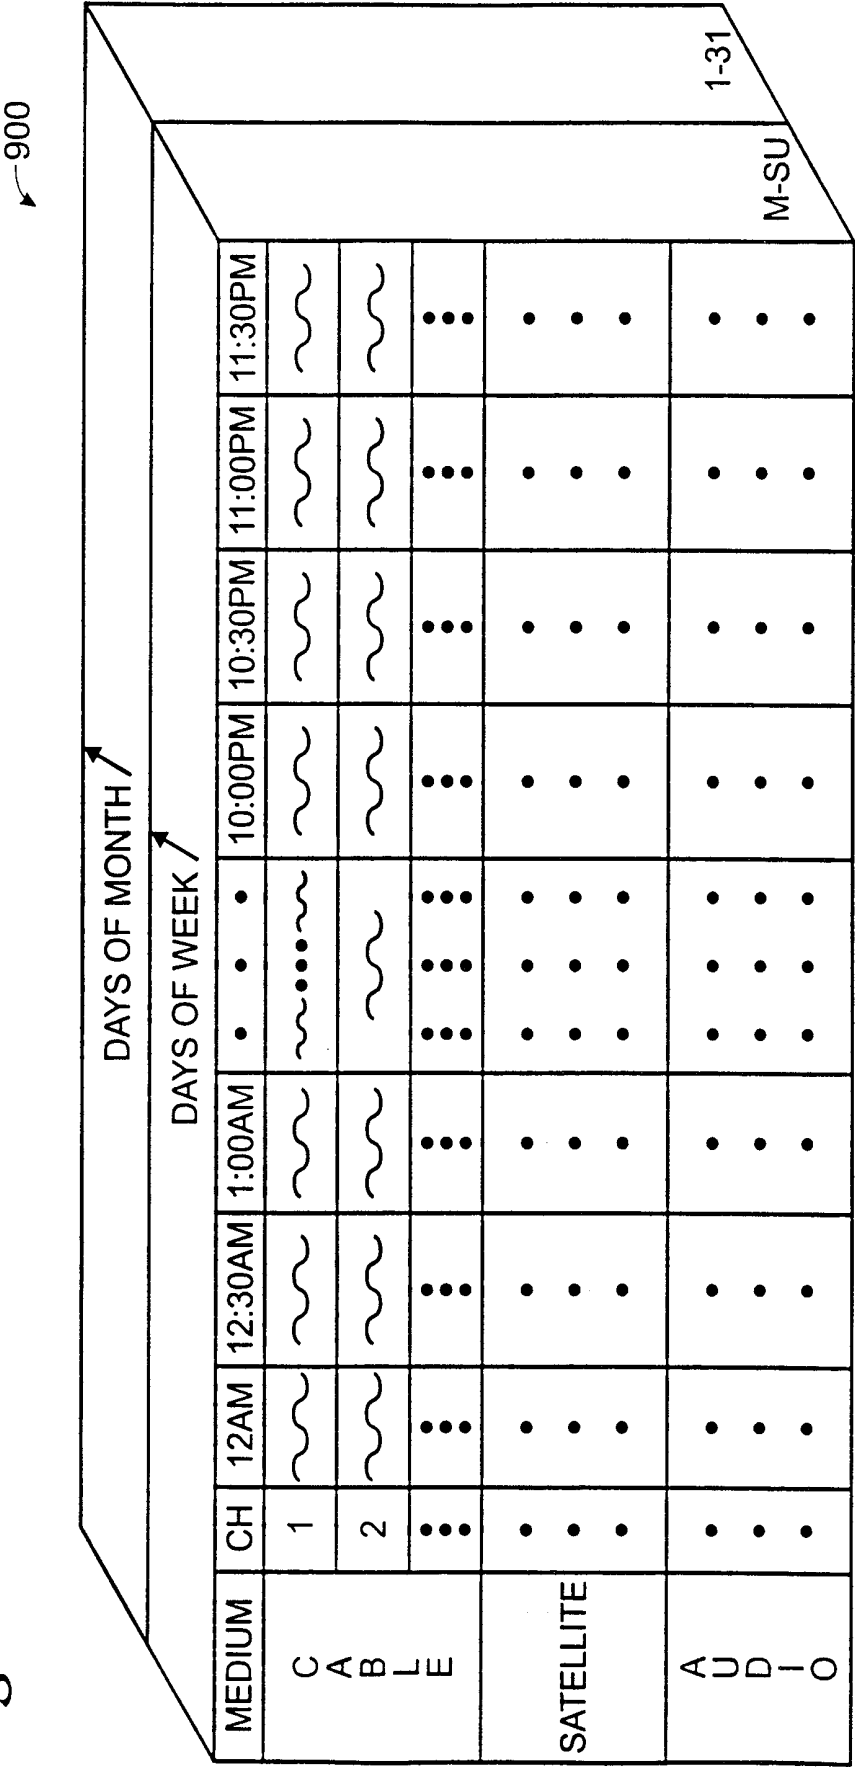 900
DAYS OF MONTH
DAYS OF WEEK
1-31
M-SU
MEDIUM CH 12AM 12:30AM 1:00AM • • • 10:00PM 10:30PM 11:00PM 11:30PM
CABLE
1
2
SATELLITE
AUDIO